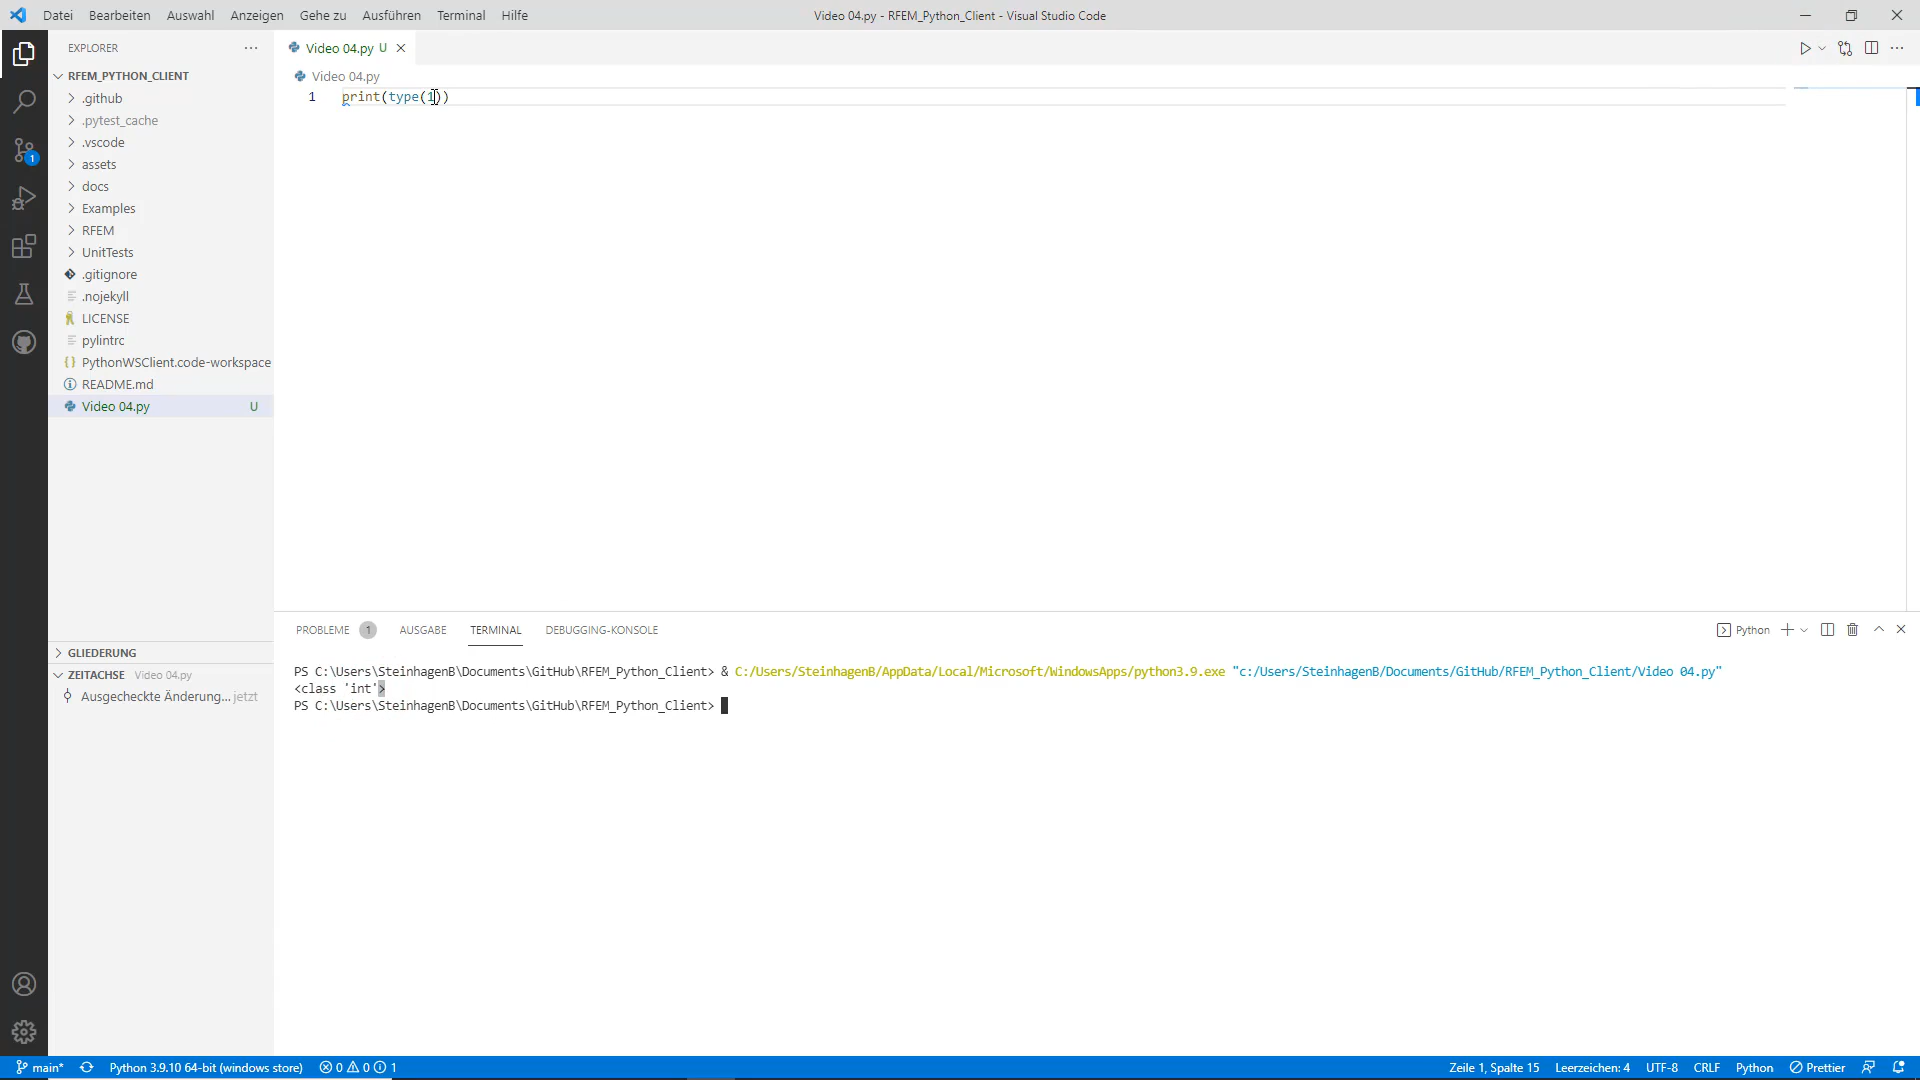 Datei Bearbeiten Auswahl Anzeigen Gehe zu Ausführen Terminal Hilfe
Video 04.py - RFEM_Python_Client - Visual Studio Code
EXPLORER
RFEM_PYTHON_CLIENT
.github
.pytest_cache
.vscode
assets
docs
Examples
RFEM
UnitTests
.gitignore
.nojekyll
LICENSE
pylintrc
PythonWSClient.code-workspace
README.md
Video 04.py U
GLIEDERUNG
ZEITACHSE Video 04.py
Ausgecheckte Änderung... jetzt
1
Video 04.py U
Video 04.py
1 print(type(1))
PROBLEME 1 AUSGABE TERMINAL DEBUGGING-KONSOLE
Python
PS C:\Users\SteinhagenB\Documents\GitHub\RFEM_Python_Client> & C:/Users/SteinhagenB/AppData/Local/Microsoft/WindowsApps/python3.9.exe "c:/Users/SteinhagenB/Documents/GitHub/RFEM_Python_Client/Video 04.py"
<class 'int'>
PS C:\Users\SteinhagenB\Documents\GitHub\RFEM_Python_Client>
main* Python 3.9.10 64-bit (windows store) 0 0 1
Zeile 1, Spalte 15 Leerzeichen: 4 UTF-8 CRLF Python Prettier